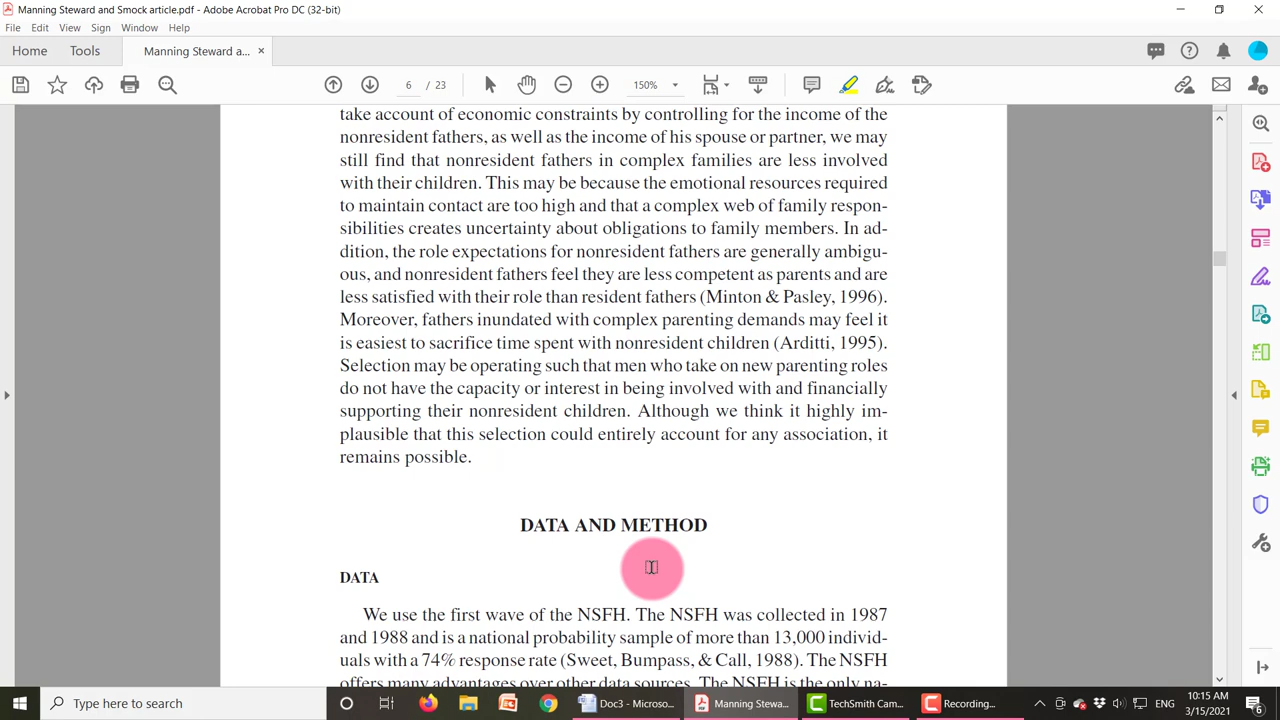 Manning Steward and Smock article.pdf - Adobe Acrobat Pro DC (32-bit)
File Edit View Sign Window Help
Home Tools Manning Steward a... ×
6 / 23 150%
take account of economic constraints by controlling for the income of the
nonresident fathers, as well as the income of his spouse or partner, we may
still find that nonresident fathers in complex families are less involved
with their children. This may be because the emotional resources required
to maintain contact are too high and that a complex web of family respon-
sibilities creates uncertainty about obligations to family members. In ad-
dition, the role expectations for nonresident fathers are generally ambigu-
ous, and nonresident fathers feel they are less competent as parents and are
less satisfied with their role than resident fathers (Minton & Pasley, 1996).
Moreover, fathers inundated with complex parenting demands may feel it
is easiest to sacrifice time spent with nonresident children (Arditti, 1995).
Selection may be operating such that men who take on new parenting roles
do not have the capacity or interest in being involved with and financially
supporting their nonresident children. Although we think it highly im-
plausible that this selection could entirely account for any association, it
remains possible.
DATA AND METHOD
DATA
We use the first wave of the NSFH. The NSFH was collected in 1987
and 1988 and is a national probability sample of more than 13,000 individ-
uals with a 74% response rate (Sweet, Bumpass, & Call, 1988). The NSFH
offers many advantages over other data sources. The NSFH is the only na-
Type here to search Doc3 - Microso... Manning Stewa... TechSmith Cam... Recording... ENG 10:15 AM
3/15/2021 6